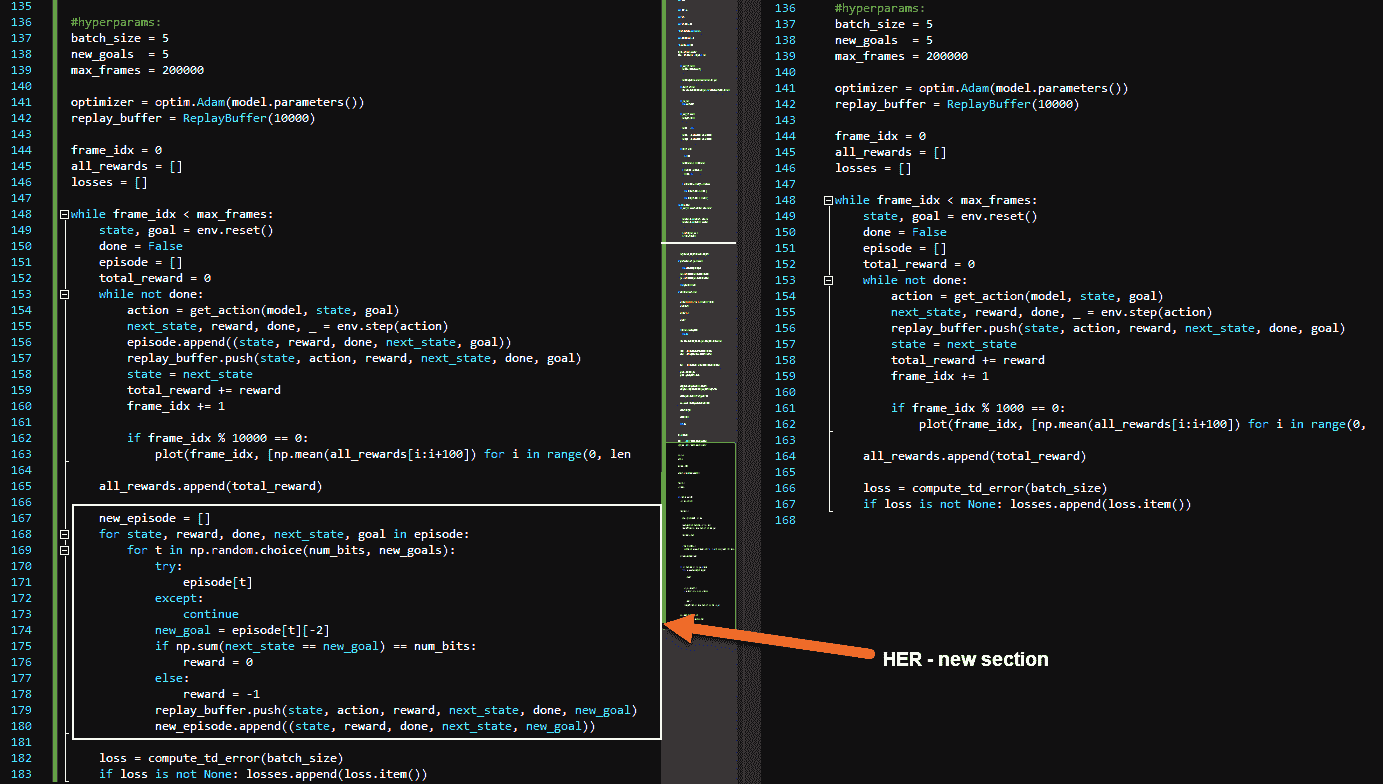 135
136 #hyperparams:
137 batch_size = 5
138 new_goals  = 5
139 max_frames = 200000
140
141 optimizer = optim.Adam(model.parameters())
142 replay_buffer = ReplayBuffer(10000)
143
144 frame_idx = 0
145 all_rewards = []
146 losses = []
147
148 while frame_idx < max_frames:
149     state, goal = env.reset()
150     done = False
151     episode = []
152     total_reward = 0
153     while not done:
154         action = get_action(model, state, goal)
155         next_state, reward, done, _ = env.step(action)
156         episode.append((state, reward, done, next_state, goal))
157         replay_buffer.push(state, action, reward, next_state, done, goal)
158         state = next_state
159         total_reward += reward
160         frame_idx += 1
161
162         if frame_idx % 10000 == 0:
163             plot(frame_idx, [np.mean(all_rewards[i:i+100]) for i in range(0, len
164
165     all_rewards.append(total_reward)
166
167     new_episode = []
168     for state, reward, done, next_state, goal in episode:
169         for t in np.random.choice(num_bits, new_goals):
170             try:
171                 episode[t]
172             except:
173                 continue
174             new_goal = episode[t][-2]
175             if np.sum(next_state == new_goal) == num_bits:
176                 reward = 0
177             else:
178                 reward = -1
179             replay_buffer.push(state, action, reward, next_state, done, new_goal)
180             new_episode.append((state, reward, done, next_state, new_goal))
181
182     loss = compute_td_error(batch_size)
183     if loss is not None: losses.append(loss.item())
136 #hyperparams:
137 batch_size = 5
138 new_goals  = 5
139 max_frames = 200000
140
141 optimizer = optim.Adam(model.parameters())
142 replay_buffer = ReplayBuffer(10000)
143
144 frame_idx = 0
145 all_rewards = []
146 losses = []
147
148 while frame_idx < max_frames:
149     state, goal = env.reset()
150     done = False
151     episode = []
152     total_reward = 0
153     while not done:
154         action = get_action(model, state, goal)
155         next_state, reward, done, _ = env.step(action)
156         replay_buffer.push(state, action, reward, next_state, done, goal)
157         state = next_state
158         total_reward += reward
159         frame_idx += 1
160
161         if frame_idx % 1000 == 0:
162             plot(frame_idx, [np.mean(all_rewards[i:i+100]) for i in range(0,
163
164     all_rewards.append(total_reward)
165
166     loss = compute_td_error(batch_size)
167     if loss is not None: losses.append(loss.item())
168
HER - new section